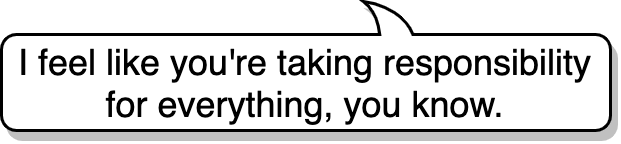 I feel like you're taking responsibility
for everything, you know.